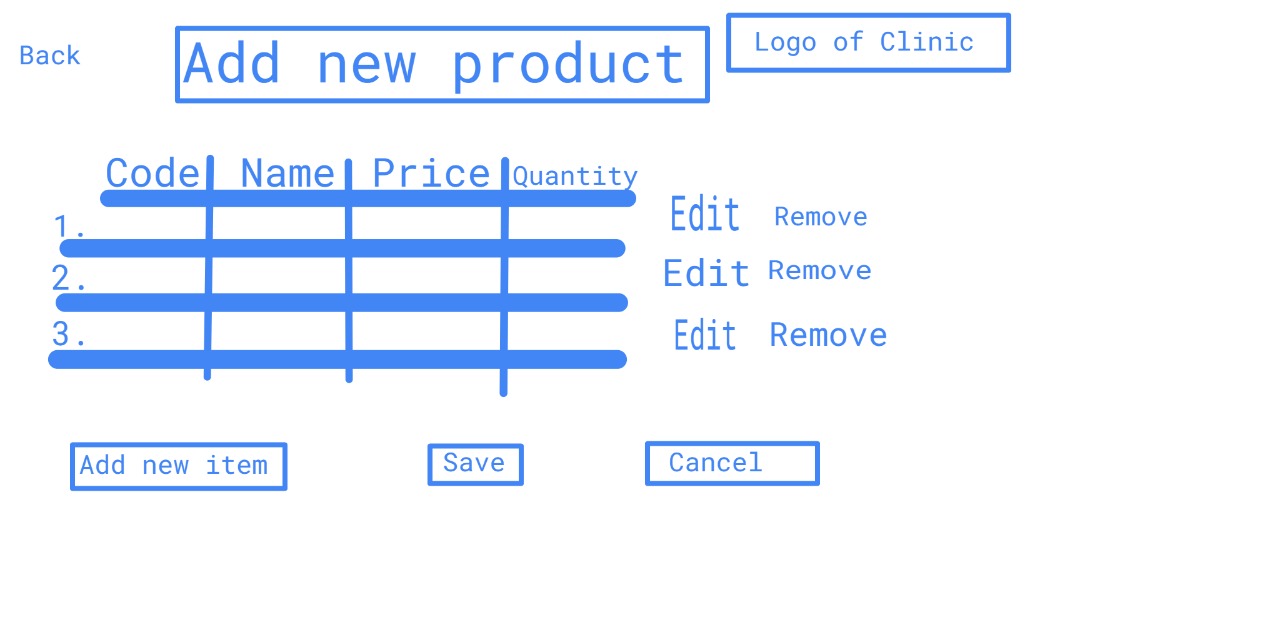 Back
Add new product
Logo of Clinic
Code Name Price Quantity
1.
Edit Remove
2.
Edit Remove
3.
Edit Remove
Add new item
Save
Cancel